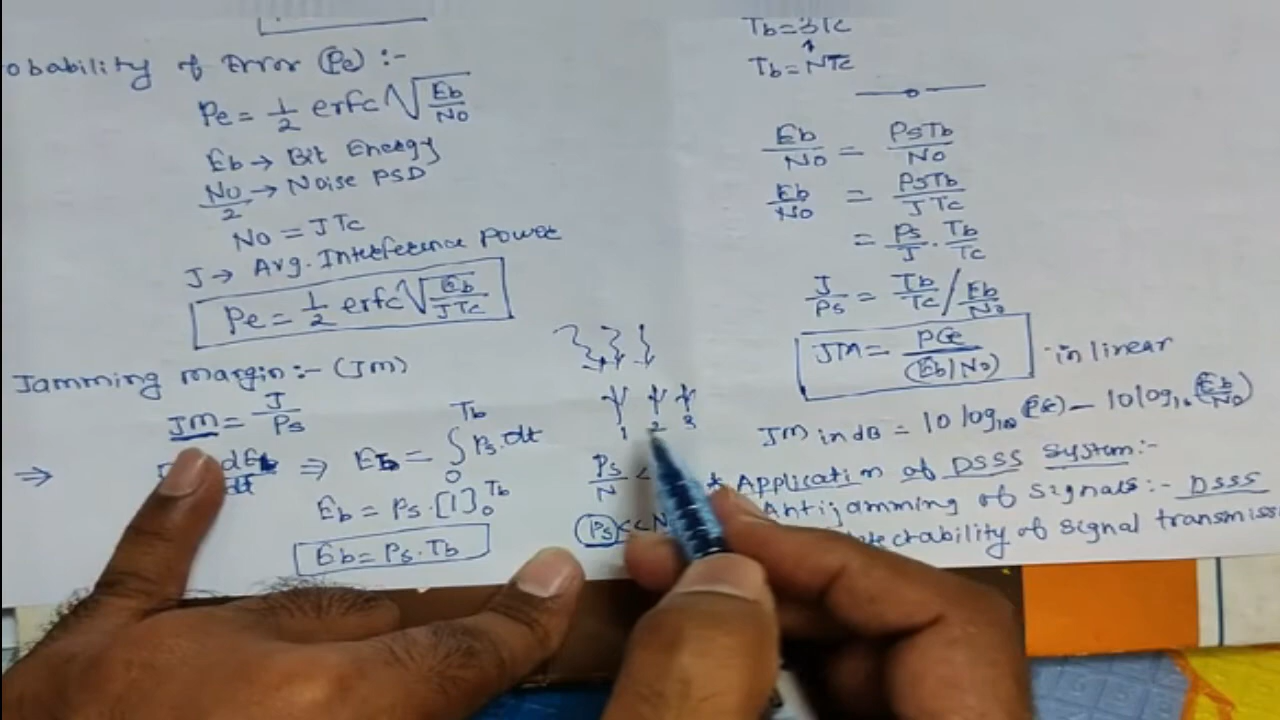 obability of Error (Pe) :-
Pe = 1/2 erfc √(Eb/No)
Eb → Bit Energy
No/2 → Noise PSD
No = JTc
J → Avg. Interference power
Pe = 1/2 erfc √(Eb/JTc)
Jamming margin :- (JM)
JM = J/Ps
⇒ dEb/dt ⇒ Eb = ∫₀^Tb Ps.dt
Eb = Ps.[1]₀^Tb
Eb = Ps.Tb
1 2 3
Ps/N <
Ps << N
Tb = 3Tc
↑
Tb = NTc
Eb/No = PsTb/No
Eb/No = PsTb/JTc
= Ps/J . Tb/Tc
J/Ps = Tb/Tc / Eb/No
JM = PG/(Eb/No) in linear
JM in dB = 10 log10 (PG) - 10 log10 (Eb/No)
* Application of DSSS System :-
Antijamming of signals :- DSSS
ectability of signal transmiss